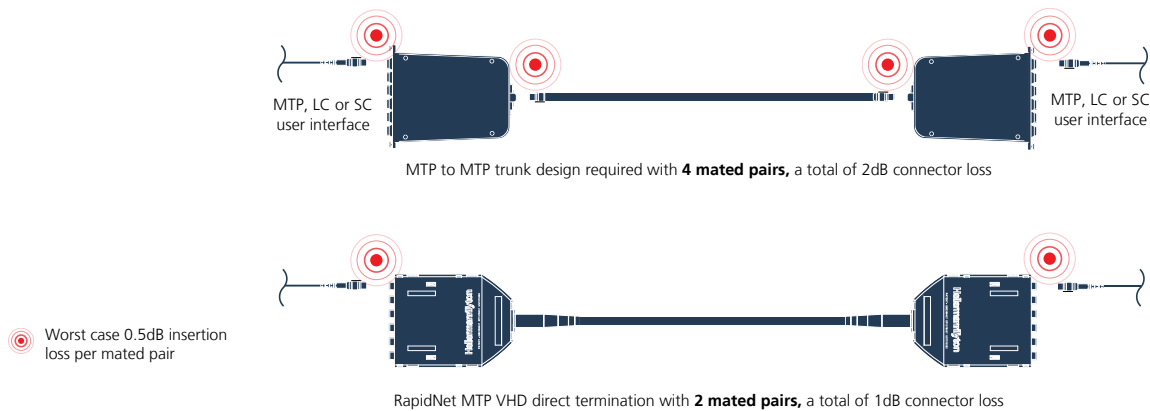 MTP, LC or SC
user interface
MTP, LC or SC
user interface
MTP to MTP trunk design required with 4 mated pairs, a total of 2dB connector loss
HellermannTyton
HellermannTyton
Worst case 0.5dB insertion
loss per mated pair
RapidNet MTP VHD direct termination with 2 mated pairs, a total of 1dB connector loss